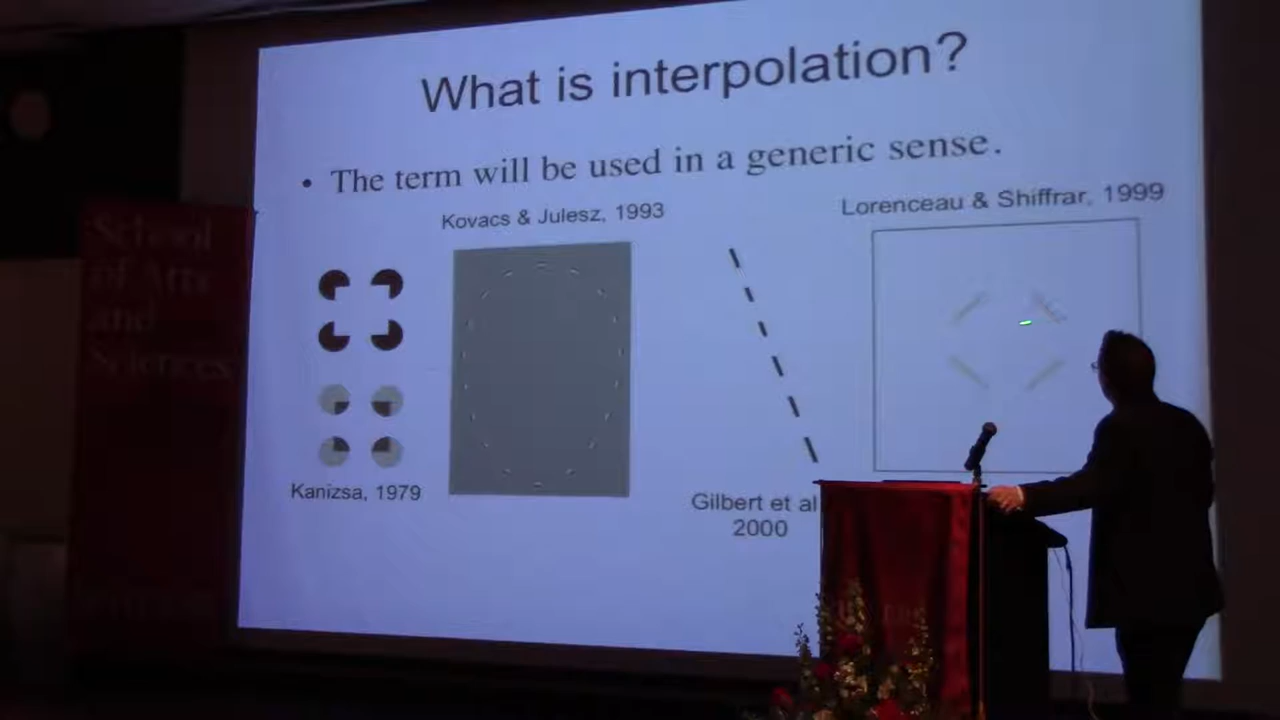 What is interpolation?
• The term will be used in a generic sense.
Kovacs & Julesz, 1993
Lorenceau & Shiffrar, 1999
Kanizsa, 1979
Gilbert et al
2000
School
of Arts
and
Sciences